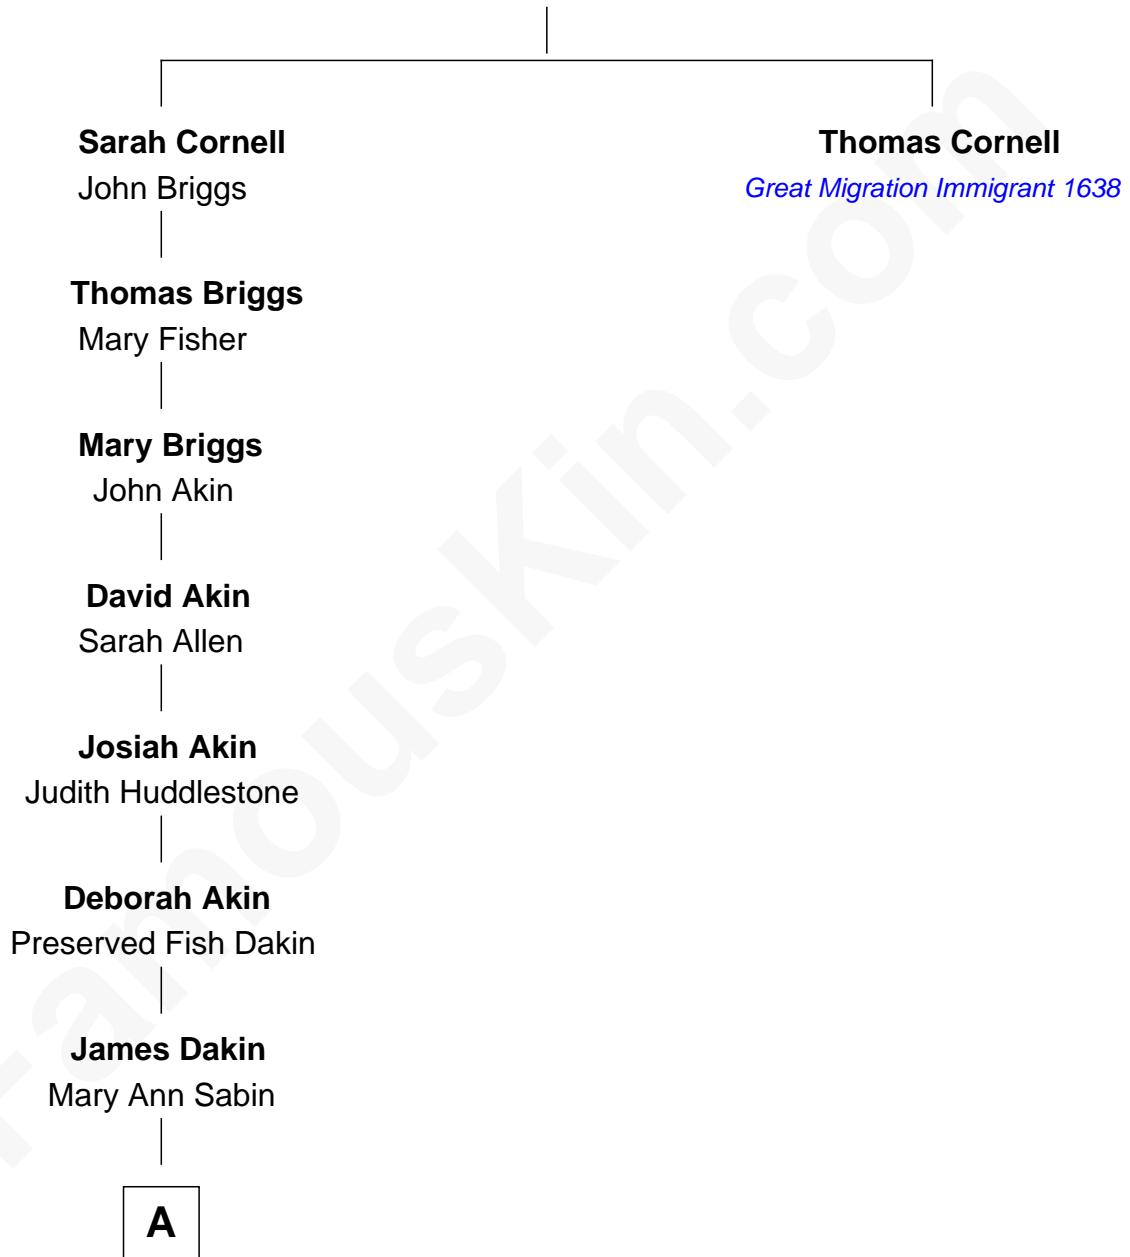 Sarah Cornell
John Briggs
Thomas Cornell
Great Migration Immigrant 1638
Thomas Briggs
Mary Fisher
Mary Briggs
John Akin
David Akin
Sarah Allen
Josiah Akin
Judith Huddlestone
Deborah Akin
Preserved Fish Dakin
James Dakin
Mary Ann Sabin
A
FamousKin.com